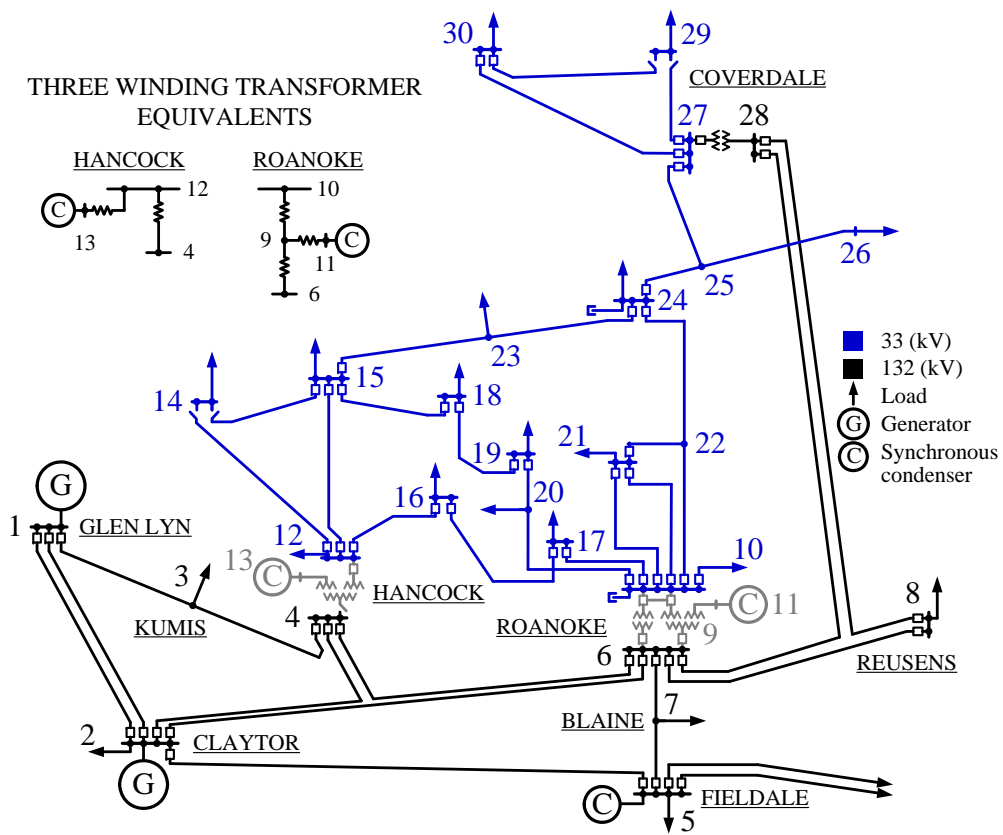 30
29
THREE WINDING TRANSFORMER
EQUIVALENTS
COVERDALE
27
28
HANCOCK
ROANOKE
12
10
C
13
4
9
C
11
6
26
25
24
23
33 (kV)
132 (kV)
Load
G Generator
C Synchronous
condenser
15
14
18
21
22
19
16
20
G
1
GLEN LYN
12
17
10
13
C
HANCOCK
3
KUMIS
4
ROANOKE
9
C
11
8
6
REUSENS
7
BLAINE
2
CLAYTOR
G
C
FIELDALE
5